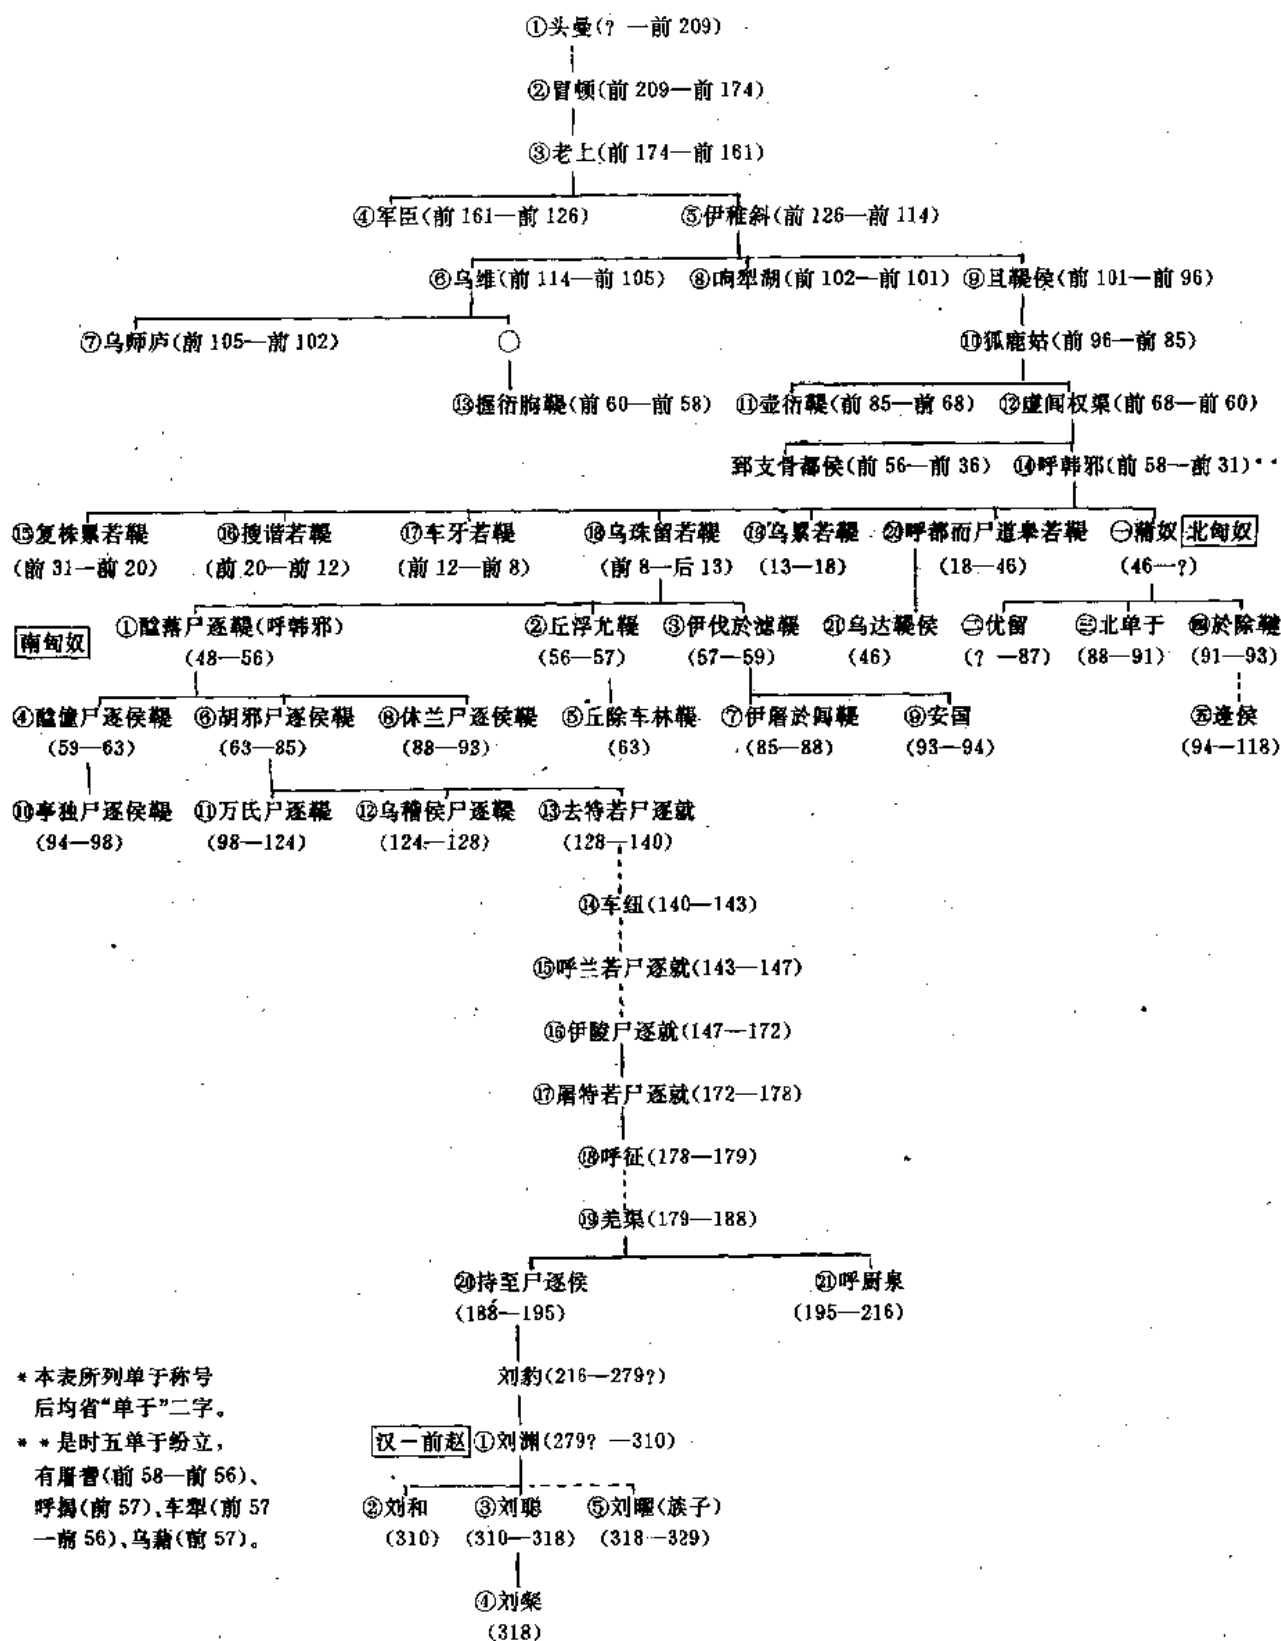 ①头曼(?—前209)
②冒顿(前209—前174)
③老上(前174—前161)
④军臣(前161—前126) ⑤伊稚斜(前126—前114)
⑥乌维(前114—前105) ⑧呴犁湖(前102—前101) ⑨且鞮侯(前101—前96)
⑦乌师庐(前105—前102) ○ ⑩狐鹿姑(前96—前85)
⑬握衍朐鞮(前60—前58) ⑪壶衍鞮(前85—前68) ⑫虚闾权渠(前68—前60)
郅支骨都侯(前56—前36) ⑭呼韩邪(前58—前31)**
⑮复株累若鞮 ⑯搜谐若鞮 ⑰车牙若鞮 ⑱乌珠留若鞮 ⑲乌累若鞮 ⑳呼都而尸道皋若鞮 ㊀蒲奴 北匈奴
(前31—前20) (前20—前12) (前12—前8) (前8—后13) (13—18) (18—46) (46—?)
南匈奴 ①醢落尸逐鞮(呼韩邪) ②丘浮尤鞮 ③伊伐於滤鞮 ㉑乌达鞮侯 ㊁优留 ㊂北单于 ㊃於除鞬
(48—56) (56—57) (57—59) (46) (?—87) (88—91) (91—93)
④醢僮尸逐侯鞮 ⑥胡邪尸逐侯鞮 ⑧休兰尸逐侯鞮 ⑤丘除车林鞮 ⑦伊屠於闾鞮 ⑨安国 ㊄逢侯
(59—63) (63—85) (88—93) (63) (85—88) (93—94) (94—118)
⑩亭独尸逐侯鞮 ⑪万氏尸逐鞮 ⑫乌稽侯尸逐鞮 ⑬去特若尸逐就
(94—98) (98—124) (124—128) (128—140)
⑭车纽(140—143)
⑮呼兰若尸逐就(143—147)
⑯伊陵尸逐就(147—172)
⑰屠特若尸逐就(172—178)
⑱呼征(178—179)
⑲羌渠(179—188)
⑳持至尸逐侯 ㉑呼厨泉
(188—195) (195—216)
刘豹(216—279?)
汉—前赵 ①刘渊(279?—310)
②刘和 ③刘聪 ⑤刘曜(族子)
(310) (310—318) (318—329)
④刘粲
(318)
* 本表所列单于称号
后均省“单于”二字。
* * 是时五单于纷立，
有屠耆(前58—前56)、
呼揭(前57)、车犁(前57
—前56)、乌藉(前57)。